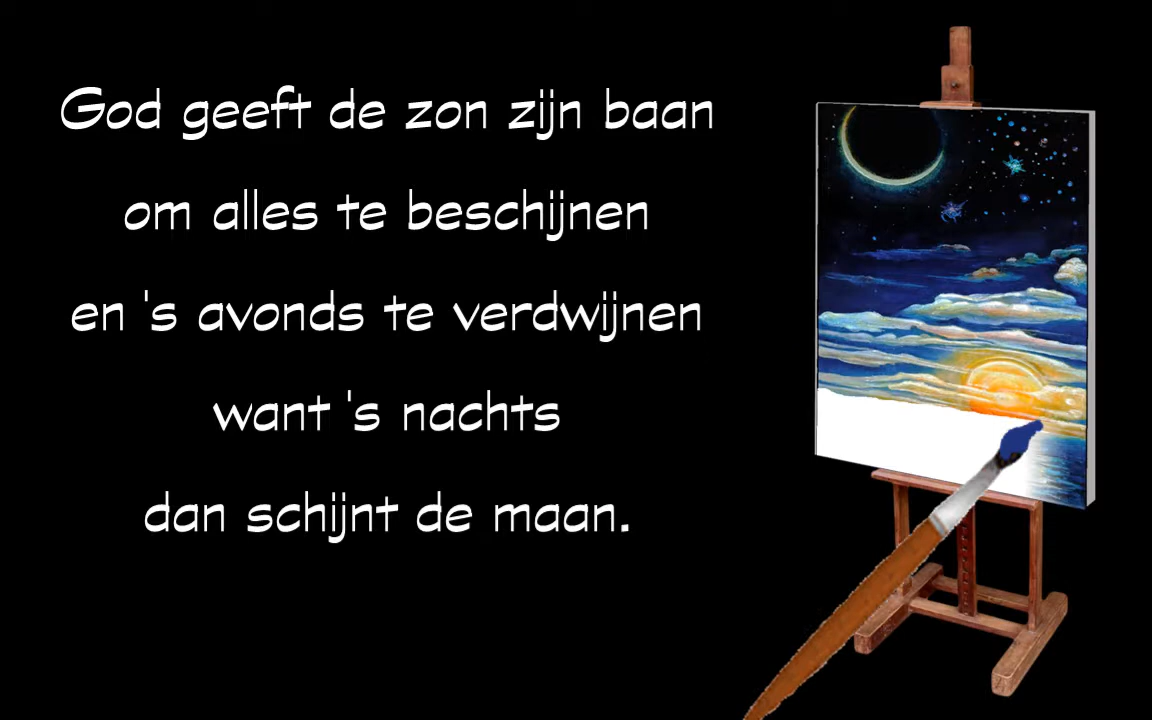 God geeft de zon zijn baan
om alles te beschijnen
en 's avonds te verdwijnen
want 's nachts
dan schijnt de maan.